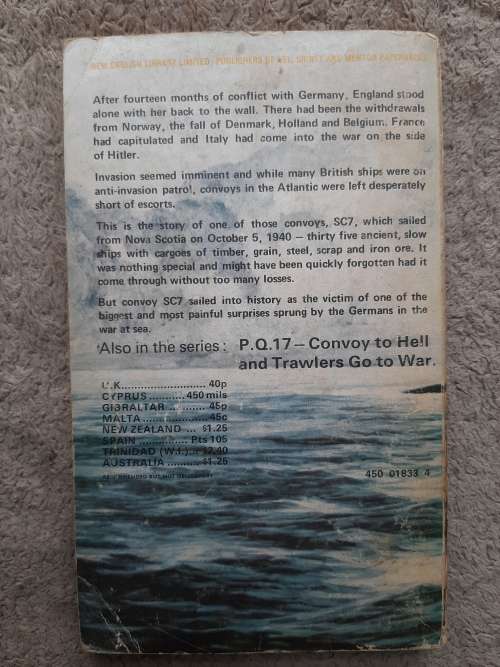 NEW ENGLISH LIBRARY LIMITED · PUBLISHERS OF NEL, SIGNET AND MENTOR PAPERBACKS
After fourteen months of conflict with Germany, England stood
alone with her back to the wall. There had been the withdrawals
from Norway, the fall of Denmark, Holland and Belgium. France
had capitulated and Italy had come into the war on the side
of Hitler.
Invasion seemed imminent and while many British ships were on
anti-invasion patrol, convoys in the Atlantic were left desperately
short of escorts.
This is the story of one of those convoys, SC7, which sailed
from Nova Scotia on October 5, 1940 – thirty five ancient, slow
ships with cargoes of timber, grain, steel, scrap and iron ore. It
was nothing special and might have been quickly forgotten had it
come through without too many losses.
But convoy SC7 sailed into history as the victim of one of the
biggest and most painful surprises sprung by the Germans in the
war at sea.
Also in the series: P.Q.17 – Convoy to Hell
and Trawlers Go to War.
U.K........................... 40p
CYPRUS........... 450 mils
GIBRALTAR ............ 45p
MALTA ..................... 45c
NEW ZEALAND ... $1.25
SPAIN ............... Pts 105
TRINIDAD (W.I.).. $2.40
AUSTRALIA .......... $1.25
450 01833 4